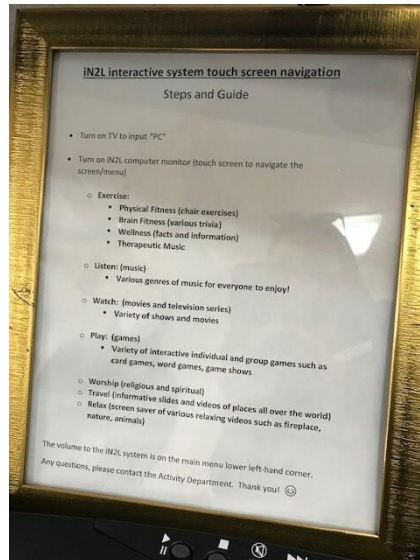 iN2L interactive system touch screen navigation
Steps and Guide
• Turn on TV to input "PC"
• Turn on iN2L computer monitor (touch screen to navigate the
screen/menu)
o Exercise:
▪ Physical Fitness (chair exercises)
▪ Brain Fitness (various trivia)
▪ Wellness (facts and information)
▪ Therapeutic Music
o Listen: (music)
▪ Various genres of music for everyone to enjoy!
o Watch: (movies and television series)
▪ Variety of shows and movies
o Play: (games)
▪ Variety of interactive individual and group games such as
card games, word games, game shows
o Worship (religious and spiritual)
o Travel (informative slides and videos of places all over the world)
o Relax (screen saver of various relaxing videos such as fireplace,
nature, animals)
The volume to the iN2L system is on the main menu lower left-hand corner.
Any questions, please contact the Activity Department. Thank you! ☺